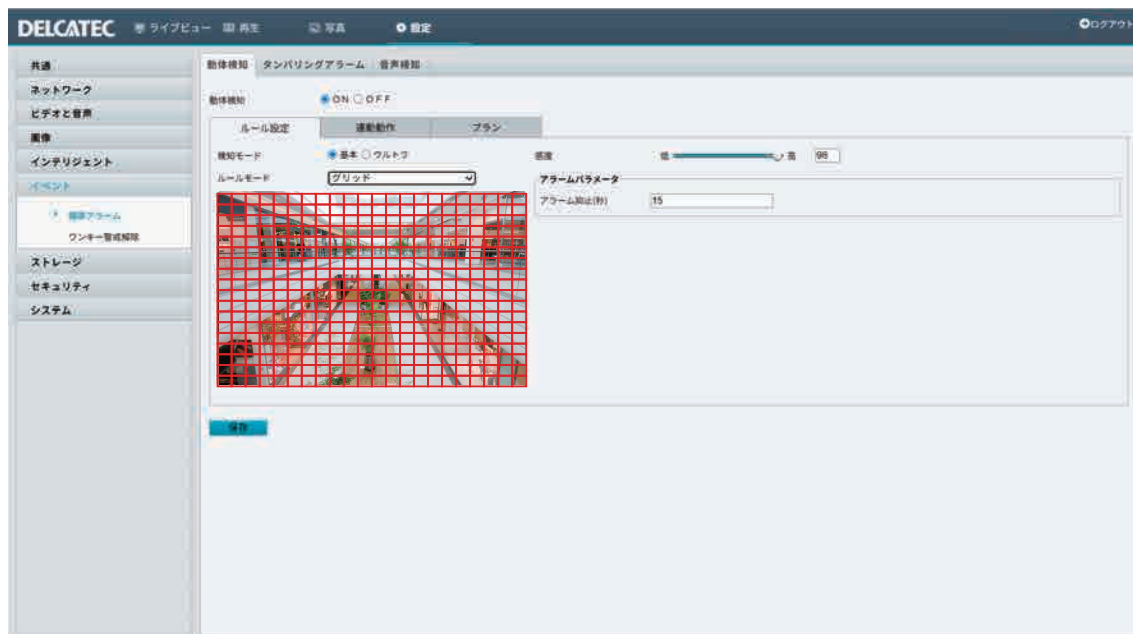 DELCATEC ライブビュー 再生 写真 設定 ログアウト
共通
ネットワーク
ビデオと音声
画像
インテリジェント
イベント
標準アラーム
ワンキー警戒解除
ストレージ
セキュリティ
システム
動体検知 タンパリングアラーム 音声検知
動体検知 ON OFF
ルール設定 連動動作 プラン
検知モード 基本 ウルトラ
ルールモード グリッド
感度 低 高 98
アラームパラメータ
アラーム抑止(秒) 15
保存